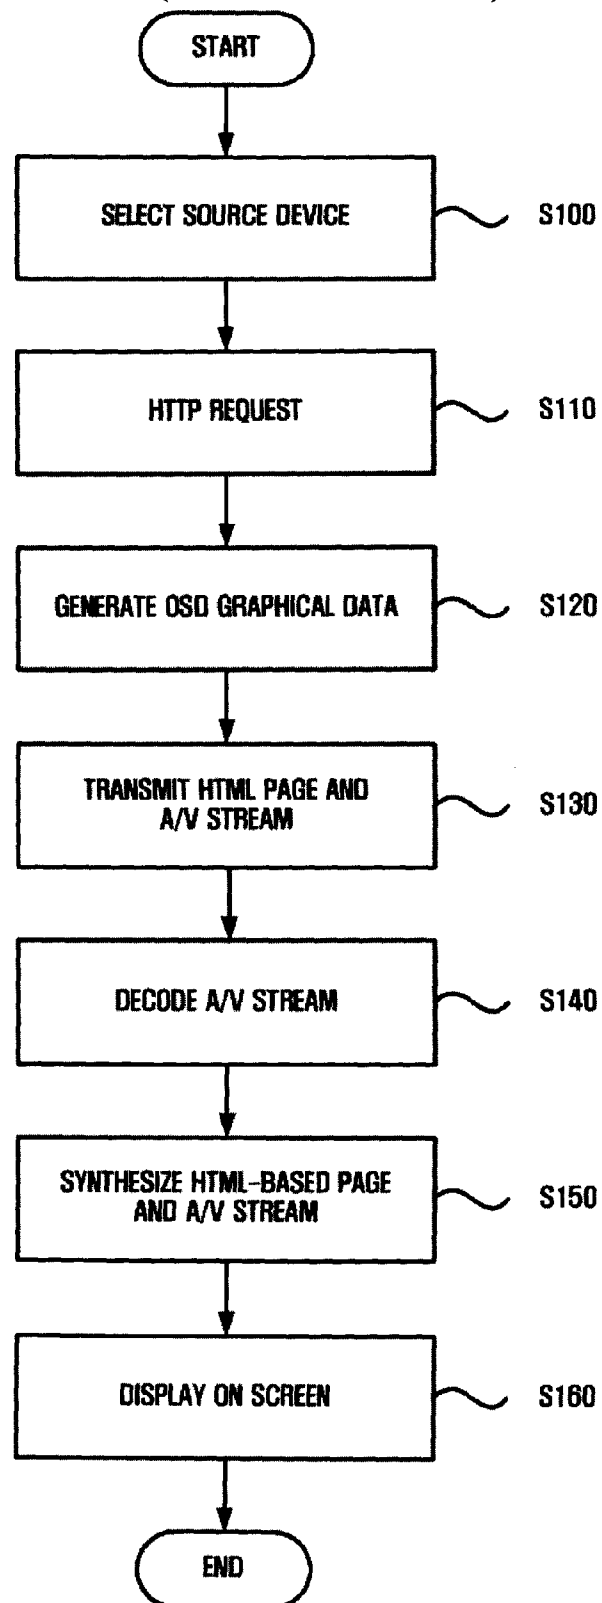 START
SELECT SOURCE DEVICE
S100
HTTP REQUEST
S110
GENERATE OSD GRAPHICAL DATA
S120
TRANSMIT HTML PAGE AND
A/V STREAM
S130
DECODE A/V STREAM
S140
SYNTHESIZE HTML-BASED PAGE
AND A/V STREAM
S150
DISPLAY ON SCREEN
S160
END